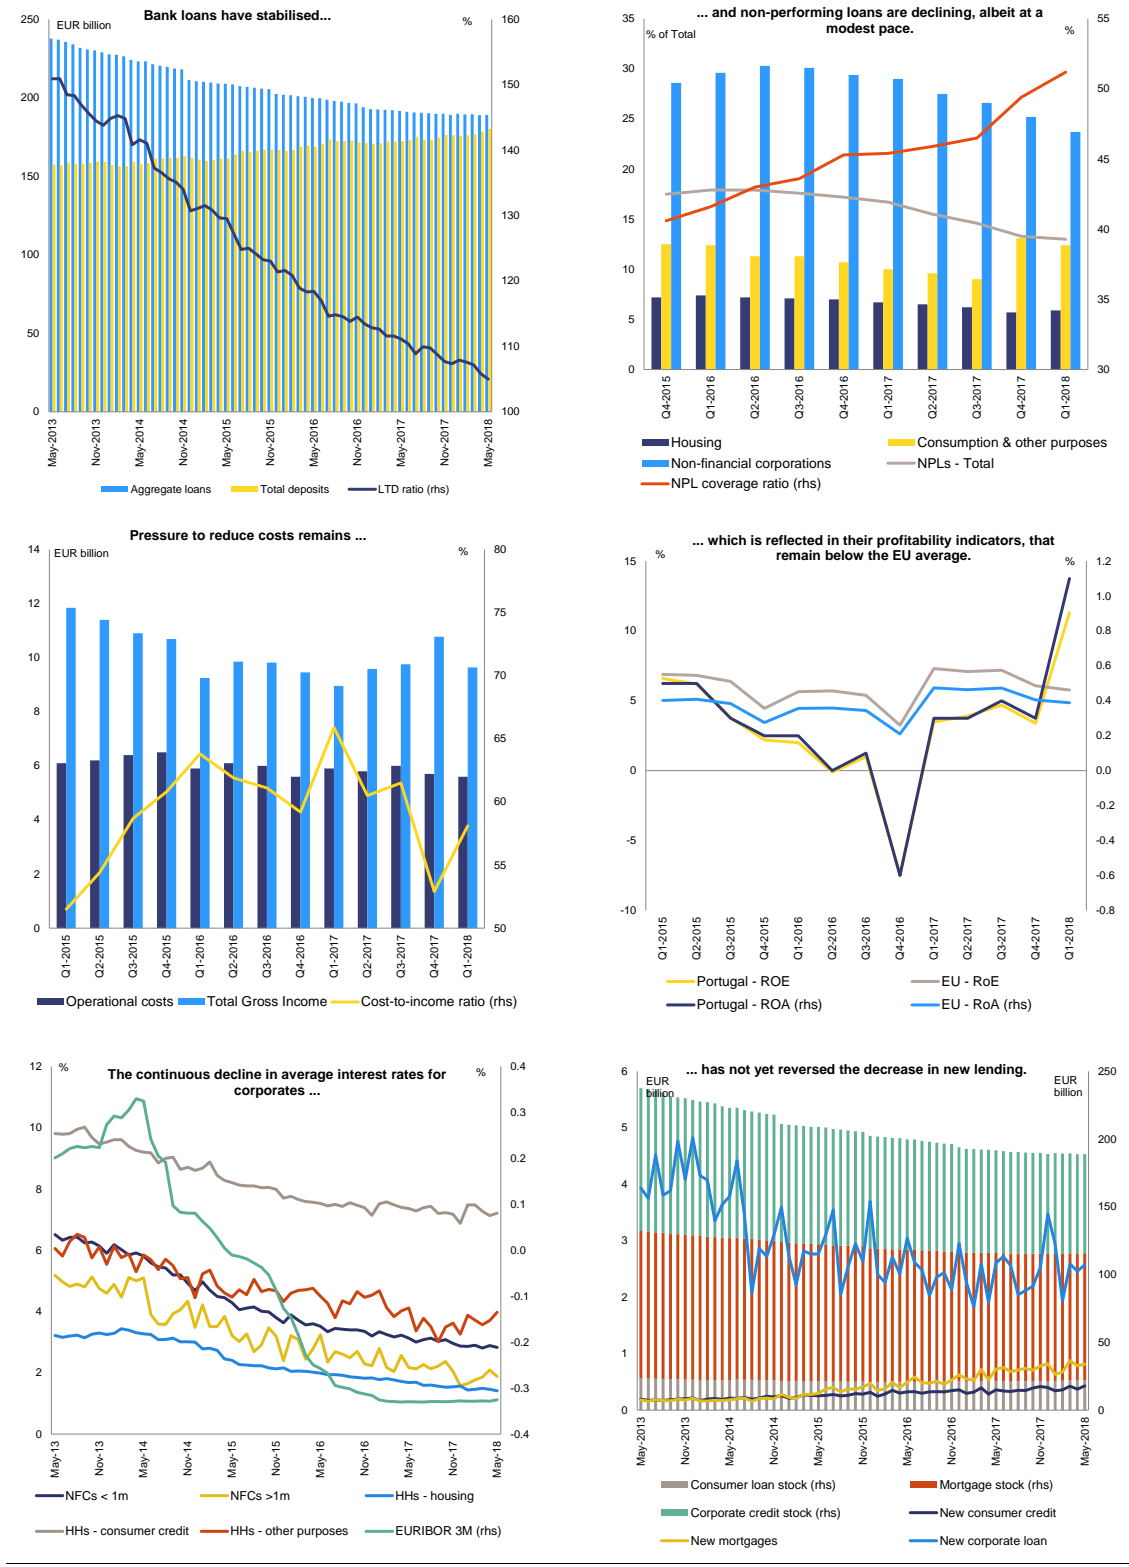 Bank loans have stabilised...
EUR billion
%
250
200
150
100
50
0
160
150
140
130
120
110
100
May-2013
Nov-2013
May-2014
Nov-2014
May-2015
Nov-2015
May-2016
Nov-2016
May-2017
Nov-2017
May-2018
Aggregate loans
Total deposits
LTD ratio (rhs)
... and non-performing loans are declining, albeit at a
modest pace.
% of Total
%
35
30
25
20
15
10
5
0
55
50
45
40
35
30
Q4-2015
Q1-2016
Q2-2016
Q3-2016
Q4-2016
Q1-2017
Q2-2017
Q3-2017
Q4-2017
Q1-2018
Housing
Consumption & other purposes
Non-financial corporations
NPLs - Total
NPL coverage ratio (rhs)
Pressure to reduce costs remains ...
EUR billion
%
14
12
10
8
6
4
2
0
80
75
70
65
60
55
50
Q1-2015
Q2-2015
Q3-2015
Q4-2015
Q1-2016
Q2-2016
Q3-2016
Q4-2016
Q1-2017
Q2-2017
Q3-2017
Q4-2017
Q1-2018
Operational costs
Total Gross Income
Cost-to-income ratio (rhs)
... which is reflected in their profitability indicators, that
remain below the EU average.
%
%
15
10
5
0
-5
-10
1.2
1.0
0.8
0.6
0.4
0.2
0.0
-0.2
-0.4
-0.6
-0.8
Q1-2015
Q2-2015
Q3-2015
Q4-2015
Q1-2016
Q2-2016
Q3-2016
Q4-2016
Q1-2017
Q2-2017
Q3-2017
Q4-2017
Q1-2018
Portugal - ROE
EU - RoE
Portugal - ROA (rhs)
EU - RoA (rhs)
The continuous decline in average interest rates for
corporates ...
%
%
12
10
8
6
4
2
0
0.4
0.3
0.2
0.1
0.0
-0.1
-0.2
-0.3
-0.4
May-13
Nov-13
May-14
Nov-14
May-15
Nov-15
May-16
Nov-16
May-17
Nov-17
May-18
NFCs < 1m
NFCs >1m
HHs - housing
HHs - consumer credit
HHs - other purposes
EURIBOR 3M (rhs)
... has not yet reversed the decrease in new lending.
EUR
billion
EUR
billion
6
5
4
3
2
1
0
250
200
150
100
50
0
May-2013
Nov-2013
May-2014
Nov-2014
May-2015
Nov-2015
May-2016
Nov-2016
May-2017
Nov-2017
May-2018
Consumer loan stock (rhs)
Mortgage stock (rhs)
Corporate credit stock (rhs)
New consumer credit
New mortgages
New corporate loan